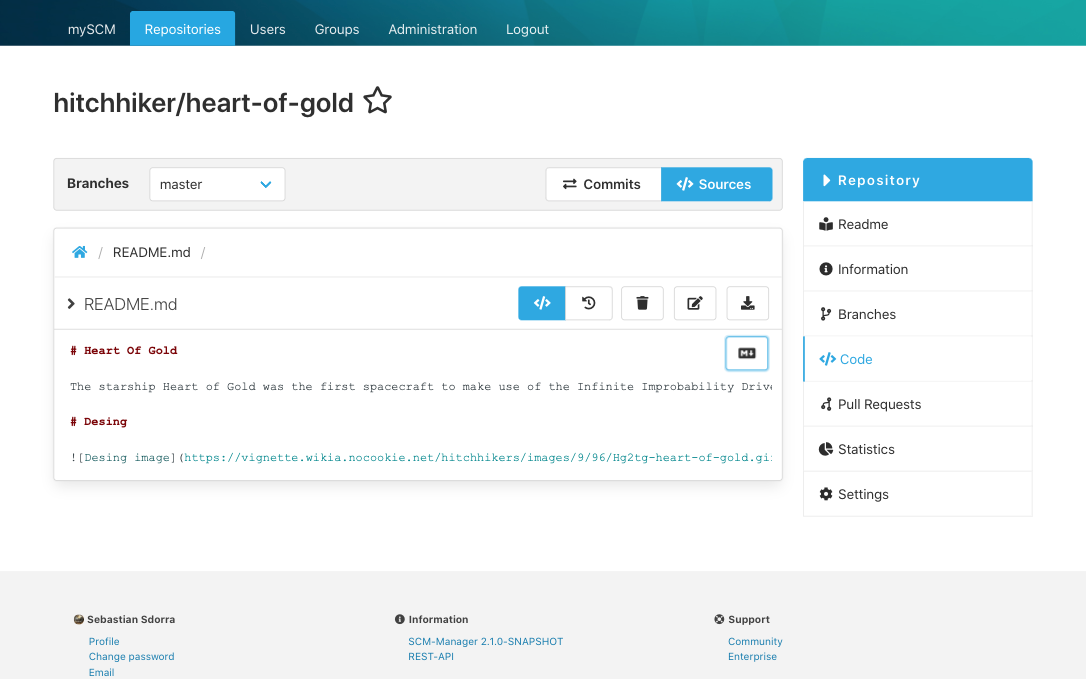 mySCM Repositories Users Groups Administration Logout
hitchhiker/heart-of-gold
Branches master Commits </> Sources
/ README.md /
README.md </>
# Heart Of Gold
The starship Heart of Gold was the first spacecraft to make use of the Infinite Improbability Drive
# Desing
![Desing image](https://vignette.wikia.nocookie.net/hitchhikers/images/9/96/Hg2tg-heart-of-gold.gi
Repository
Readme
Information
Branches
</> Code
Pull Requests
Statistics
Settings
Sebastian Sdorra
Profile
Change password
Email
Information
SCM-Manager 2.1.0-SNAPSHOT
REST-API
Support
Community
Enterprise